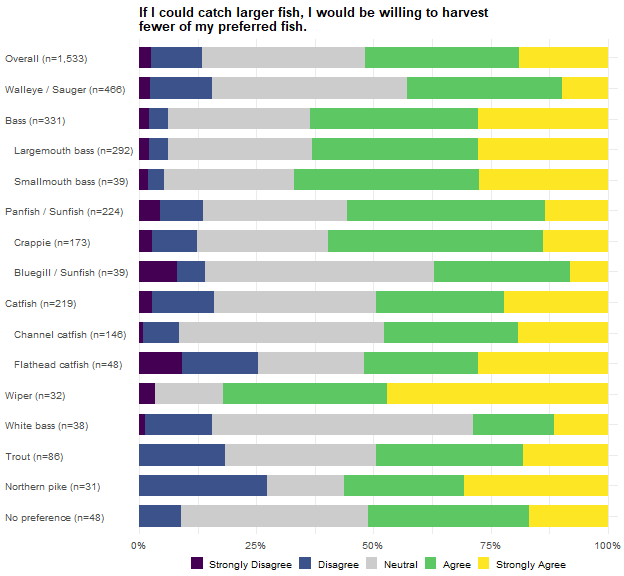 If I could catch larger fish, I would be willing to harvest
fewer of my preferred fish.
Overall (n=1,533)
Walleye / Sauger (n=466)
Bass (n=331)
Largemouth bass (n=292)
Smallmouth bass (n=39)
Panfish / Sunfish (n=224)
Crappie (n=173)
Bluegill / Sunfish (n=39)
Catfish (n=219)
Channel catfish (n=146)
Flathead catfish (n=48)
Wiper (n=32)
White bass (n=38)
Trout (n=86)
Northern pike (n=31)
No preference (n=48)
0% 25% 50% 75% 100%
Strongly Disagree Disagree Neutral Agree Strongly Agree